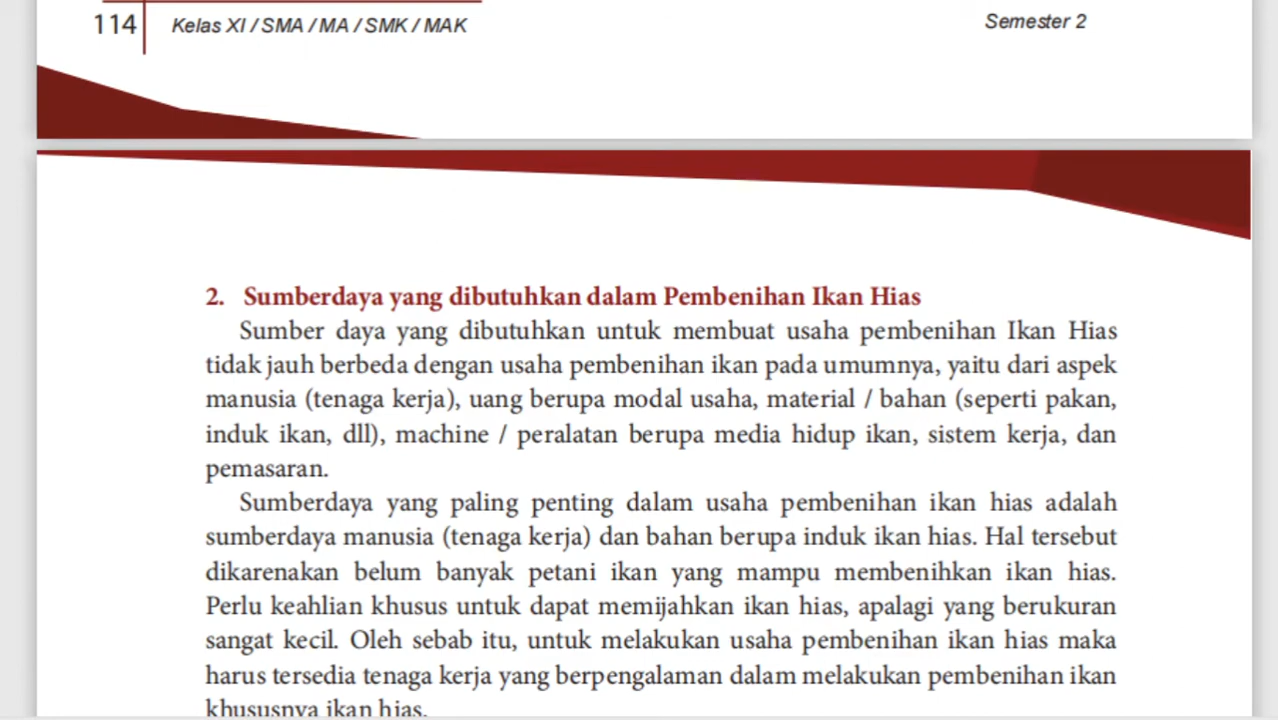 114
Kelas XI / SMA / MA / SMK / MAK
Semester 2
2. Sumberdaya yang dibutuhkan dalam Pembenihan Ikan Hias
Sumber daya yang dibutuhkan untuk membuat usaha pembenihan Ikan Hias
tidak jauh berbeda dengan usaha pembenihan ikan pada umumnya, yaitu dari aspek
manusia (tenaga kerja), uang berupa modal usaha, material / bahan (seperti pakan,
induk ikan, dll), machine / peralatan berupa media hidup ikan, sistem kerja, dan
pemasaran.
Sumberdaya yang paling penting dalam usaha pembenihan ikan hias adalah
sumberdaya manusia (tenaga kerja) dan bahan berupa induk ikan hias. Hal tersebut
dikarenakan belum banyak petani ikan yang mampu membenihkan ikan hias.
Perlu keahlian khusus untuk dapat memijahkan ikan hias, apalagi yang berukuran
sangat kecil. Oleh sebab itu, untuk melakukan usaha pembenihan ikan hias maka
harus tersedia tenaga kerja yang berpengalaman dalam melakukan pembenihan ikan
khususnya ikan hias.